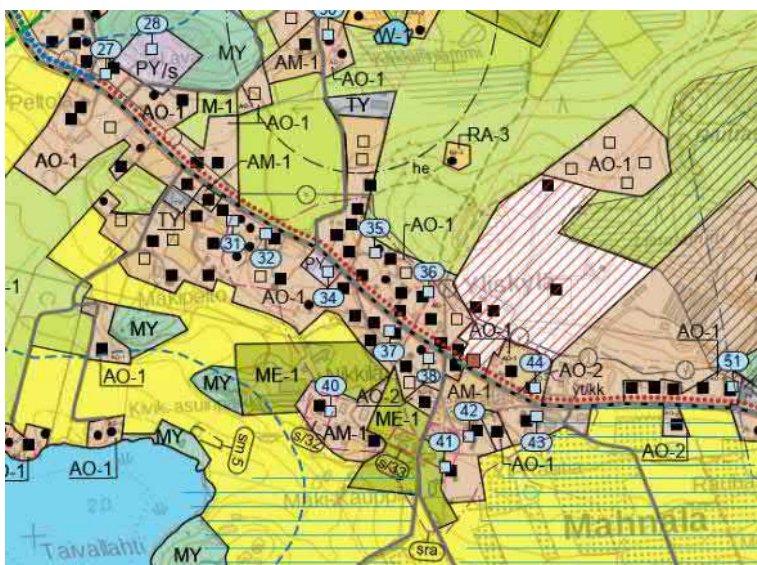 28
30
27
MY
W-1
PY/s
AM-1
AO-1
TY
Peltola
AO-1
M-1
AO-1
RA-3
AO-1
AM-1
he
AO-1
TY
31
32
35
AO-1
PY
36
Yliskylä
34
AO-1
Mäkipelto
-1
MY
AO-1
AO-1
37
44
AO-2
51
38
ykk
AO-1
ME-1
MY
40
AO-2
AM-1
ME-1
42
AM-1
41
43
AO-1
AO-2
MY
sm 5
s/32
s/33
AO-1
Mahnala
Taivallahti
MY
sra